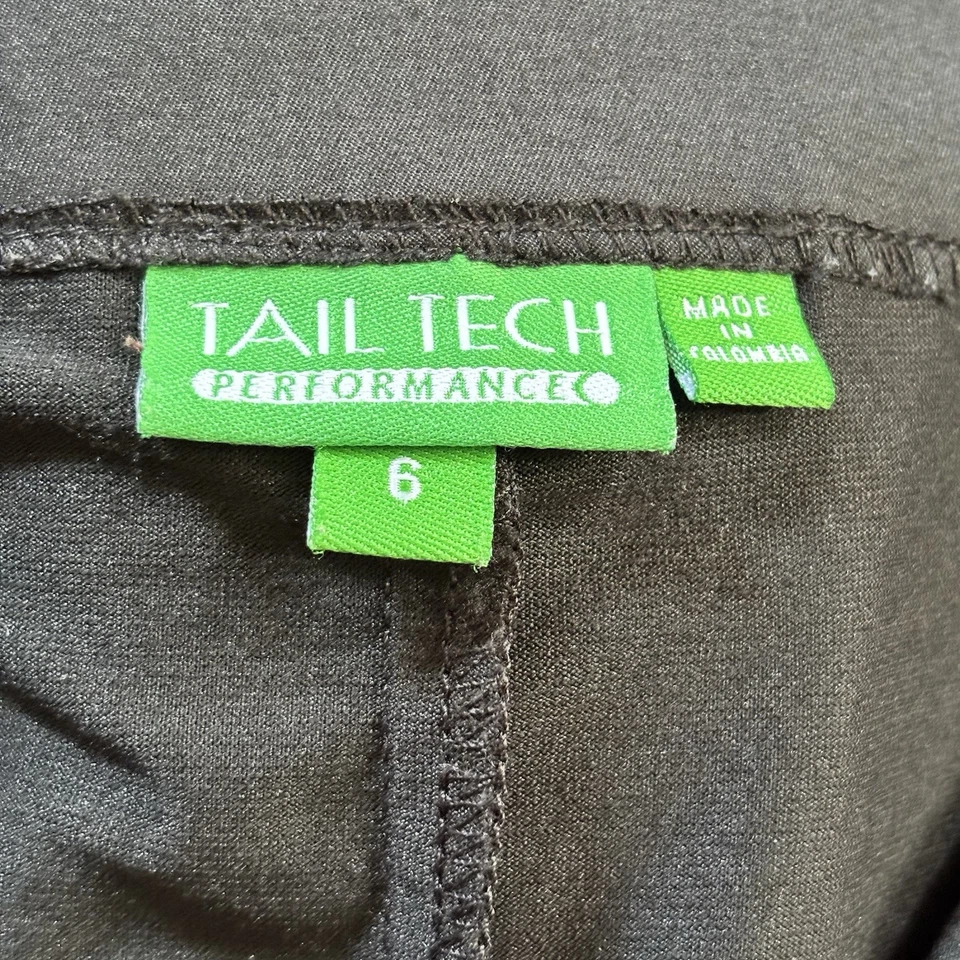 TAIL TECH
PERFORMANCE
MADE
IN
COLOMBIA
6